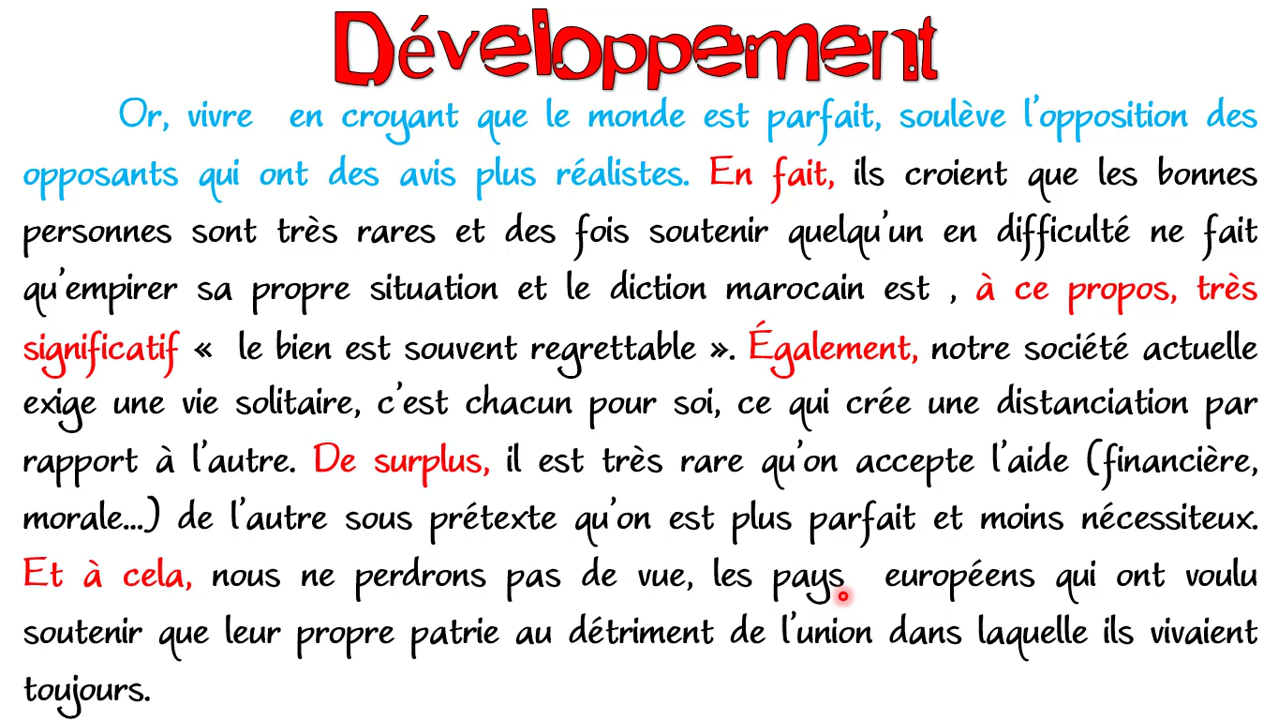 Développement
Or, vivre en croyant que le monde est parfait, soulève l'opposition des
opposants qui ont des avis plus réalistes. En fait, ils croient que les bonnes
personnes sont très rares et des fois soutenir quelqu'un en difficulté ne fait
qu'empirer sa propre situation et le diction marocain est , à ce propos, très
significatif « le bien est souvent regrettable ». Également, notre société actuelle
exige une vie solitaire, c'est chacun pour soi, ce qui crée une distanciation par
rapport à l'autre. De surplus, il est très rare qu'on accepte l'aide (financière,
morale...) de l'autre sous prétexte qu'on est plus parfait et moins nécessiteux.
Et à cela, nous ne perdrons pas de vue, les pays européens qui ont voulu
soutenir que leur propre patrie au détriment de l'union dans laquelle ils vivaient
toujours.